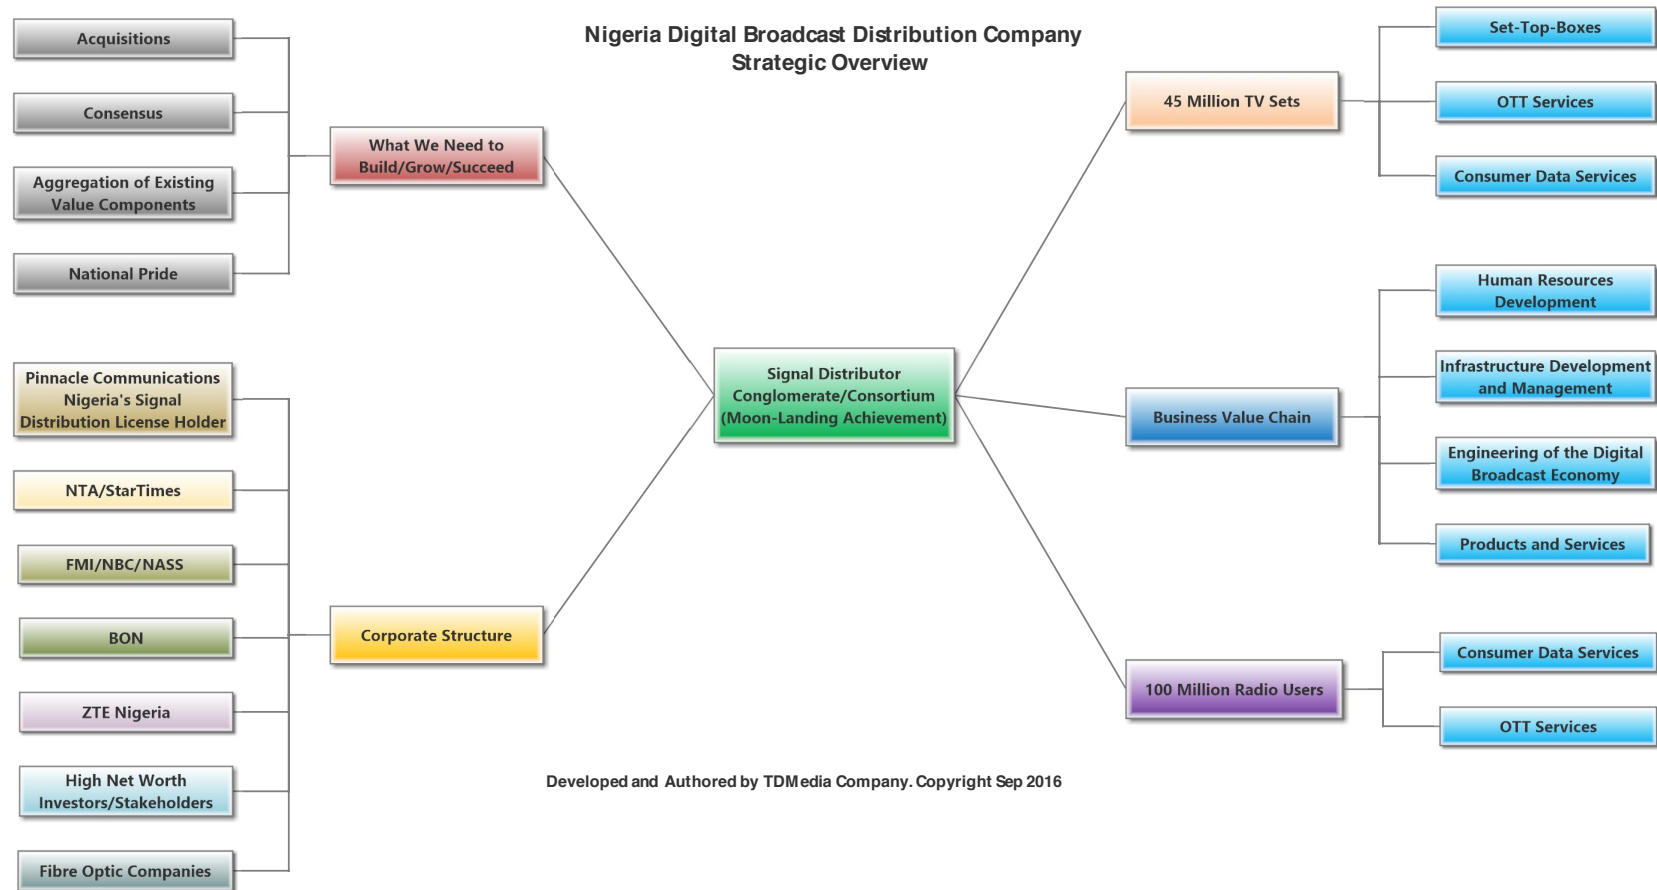 Nigeria Digital Broadcast Distribution Company
Strategic Overview
Acquisitions
Consensus
Aggregation of Existing
Value Components
National Pride
What We Need to
Build/Grow/Succeed
Pinnacle Communications
Nigeria's Signal
Distribution License Holder
NTA/StarTimes
FMI/NBC/NASS
BON
ZTE Nigeria
High Net Worth
Investors/Stakeholders
Fibre Optic Companies
Corporate Structure
Signal Distributor
Conglomerate/Consortium
(Moon-Landing Achievement)
45 Million TV Sets
Set-Top-Boxes
OTT Services
Consumer Data Services
Business Value Chain
Human Resources
Development
Infrastructure Development
and Management
Engineering of the Digital
Broadcast Economy
Products and Services
100 Million Radio Users
Consumer Data Services
OTT Services
Developed and Authored by TDMedia Company. Copyright Sep 2016